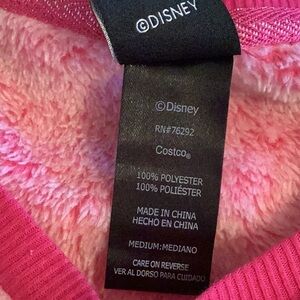 ©DISNEY
©Disney
RN#76292
Costco®
100% POLYESTER
100% POLIÉSTER
MADE IN CHINA
HECHO EN CHINA
MEDIUM:MEDIANO
CARE ON REVERSE
VER AL DORSO PARA CUIDADO